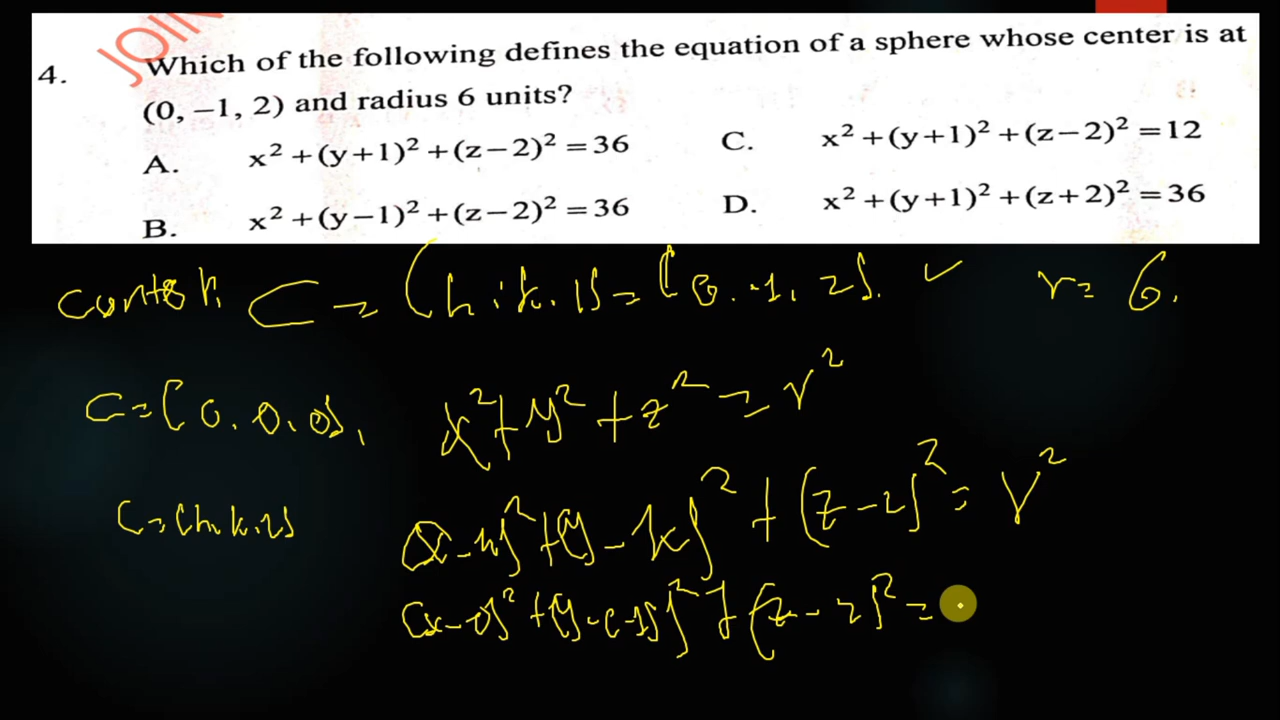 JOIN
4. Which of the following defines the equation of a sphere whose center is at
(0, −1, 2) and radius 6 units?
A. x² + (y+1)² + (z−2)² = 36
C. x² + (y+1)² + (z−2)² = 12
B. x² + (y−1)² + (z−2)² = 36
D. x² + (y+1)² + (z+2)² = 36
C = (h, k, l) = (0, -1, 2). ✓ r = 6.
C = (0, 0, 0), x² + y² + z² = r²
C = (h, k, l) (x-h)² + (y-k)² + (z-l)² = r²
(x-0)² + (y-(-1))² + (z-2)² =